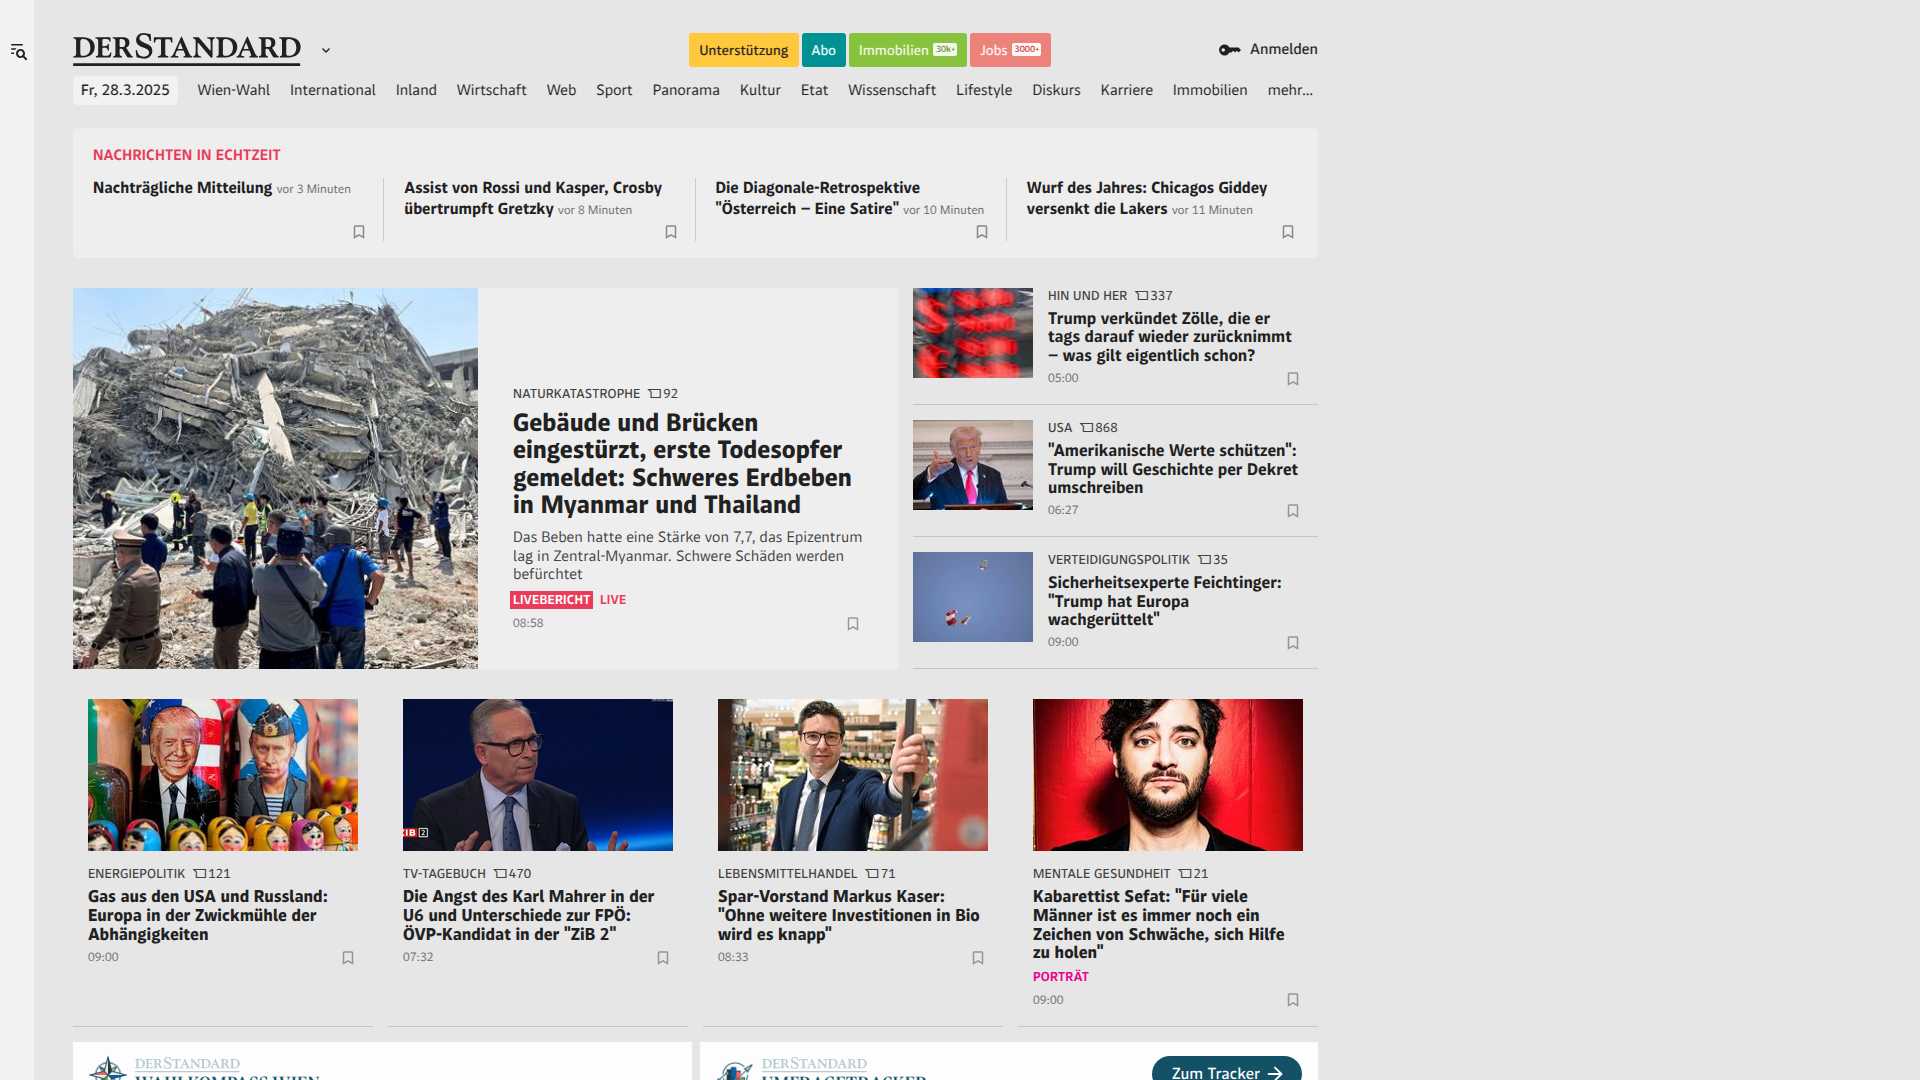 DERSTANDARD
Unterstützung
Abo
Immobilien 30k+
Jobs 3000+
Anmelden
Fr, 28.3.2025
Wien-Wahl
International
Inland
Wirtschaft
Web
Sport
Panorama
Kultur
Etat
Wissenschaft
Lifestyle
Diskurs
Karriere
Immobilien
mehr...
NACHRICHTEN IN ECHTZEIT
Nachträgliche Mitteilung vor 3 Minuten
Assist von Rossi und Kasper, Crosby
übertrumpft Gretzky vor 8 Minuten
Die Diagonale-Retrospektive
"Österreich – Eine Satire" vor 10 Minuten
Wurf des Jahres: Chicagos Giddey
versenkt die Lakers vor 11 Minuten
NATURKATASTROPHE 92
Gebäude und Brücken
eingestürzt, erste Todesopfer
gemeldet: Schweres Erdbeben
in Myanmar und Thailand
Das Beben hatte eine Stärke von 7,7, das Epizentrum
lag in Zentral-Myanmar. Schwere Schäden werden
befürchtet
LIVEBERICHT LIVE
08:58
HIN UND HER 337
Trump verkündet Zölle, die er
tags darauf wieder zurücknimmt
– was gilt eigentlich schon?
05:00
USA 868
"Amerikanische Werte schützen":
Trump will Geschichte per Dekret
umschreiben
06:27
VERTEIDIGUNGSPOLITIK 35
Sicherheitsexperte Feichtinger:
"Trump hat Europa
wachgerüttelt"
09:00
ENERGIEPOLITIK 121
Gas aus den USA und Russland:
Europa in der Zwickmühle der
Abhängigkeiten
09:00
ZIB 2
TV-TAGEBUCH 470
Die Angst des Karl Mahrer in der
U6 und Unterschiede zur FPÖ:
ÖVP-Kandidat in der "ZiB 2"
07:32
LEBENSMITTELHANDEL 71
Spar-Vorstand Markus Kaser:
"Ohne weitere Investitionen in Bio
wird es knapp"
08:33
MENTALE GESUNDHEIT 21
Kabarettist Sefat: "Für viele
Männer ist es immer noch ein
Zeichen von Schwäche, sich Hilfe
zu holen"
PORTRÄT
09:00
DERSTANDARD
WAHLKOMPASS WIEN
DERSTANDARD
UMFRAGETRACKER
Zum Tracker